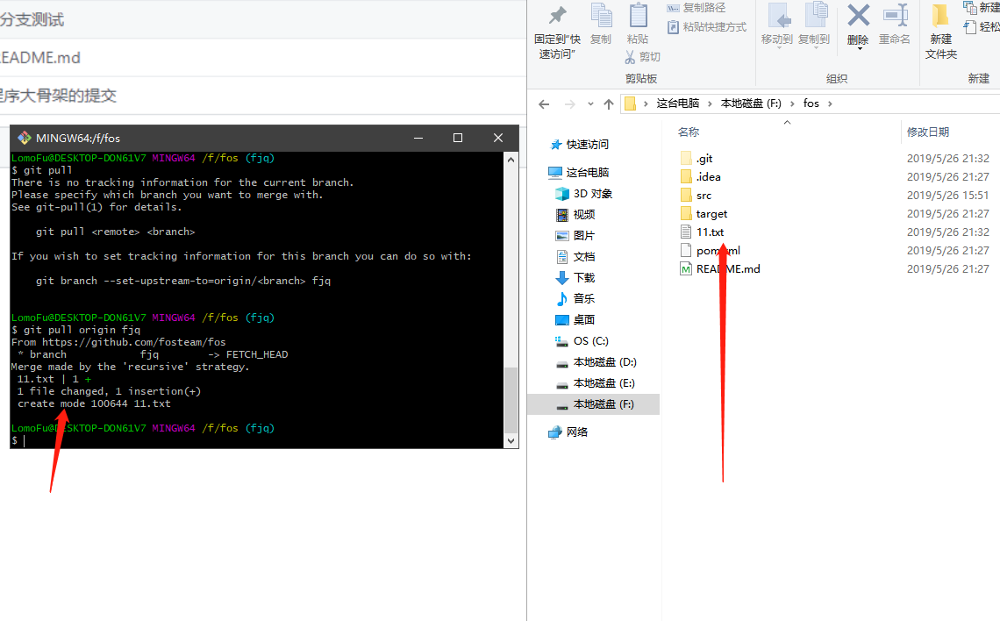 分支测试
README.md
程序大骨架的提交
MINGW64:/f/fos
LomoFu@DESKTOP-DON61V7 MINGW64 /f/fos (fjq)
$ git pull
There is no tracking information for the current branch.
Please specify which branch you want to merge with.
See git-pull(1) for details.
git pull <remote> <branch>
If you wish to set tracking information for this branch you can do so with:
git branch --set-upstream-to=origin/<branch> fjq
LomoFu@DESKTOP-DON61V7 MINGW64 /f/fos (fjq)
$ git pull origin fjq
From https://github.com/fosteam/fos
* branch fjq -> FETCH_HEAD
Merge made by the 'recursive' strategy.
11.txt | 1 +
1 file changed, 1 insertion(+)
create mode 100644 11.txt
LomoFu@DESKTOP-DON61V7 MINGW64 /f/fos (fjq)
$
固定到"快速访问"
复制
粘贴
复制路径
粘贴快捷方式
剪切
剪贴板
移动到
复制到
删除
重命名
组织
新建
文件夹
新建
轻松
新建
这台电脑 › 本地磁盘 (F:) › fos ›
快速访问
这台电脑
3D 对象
视频
图片
文档
下载
音乐
桌面
OS (C:)
本地磁盘 (D:)
本地磁盘 (E:)
本地磁盘 (F:)
网络
名称 修改日期
.git 2019/5/26 21:32
.idea 2019/5/26 21:27
src 2019/5/26 15:51
target 2019/5/26 21:27
11.txt 2019/5/26 21:32
pom.xml 2019/5/26 21:27
README.md 2019/5/26 21:27